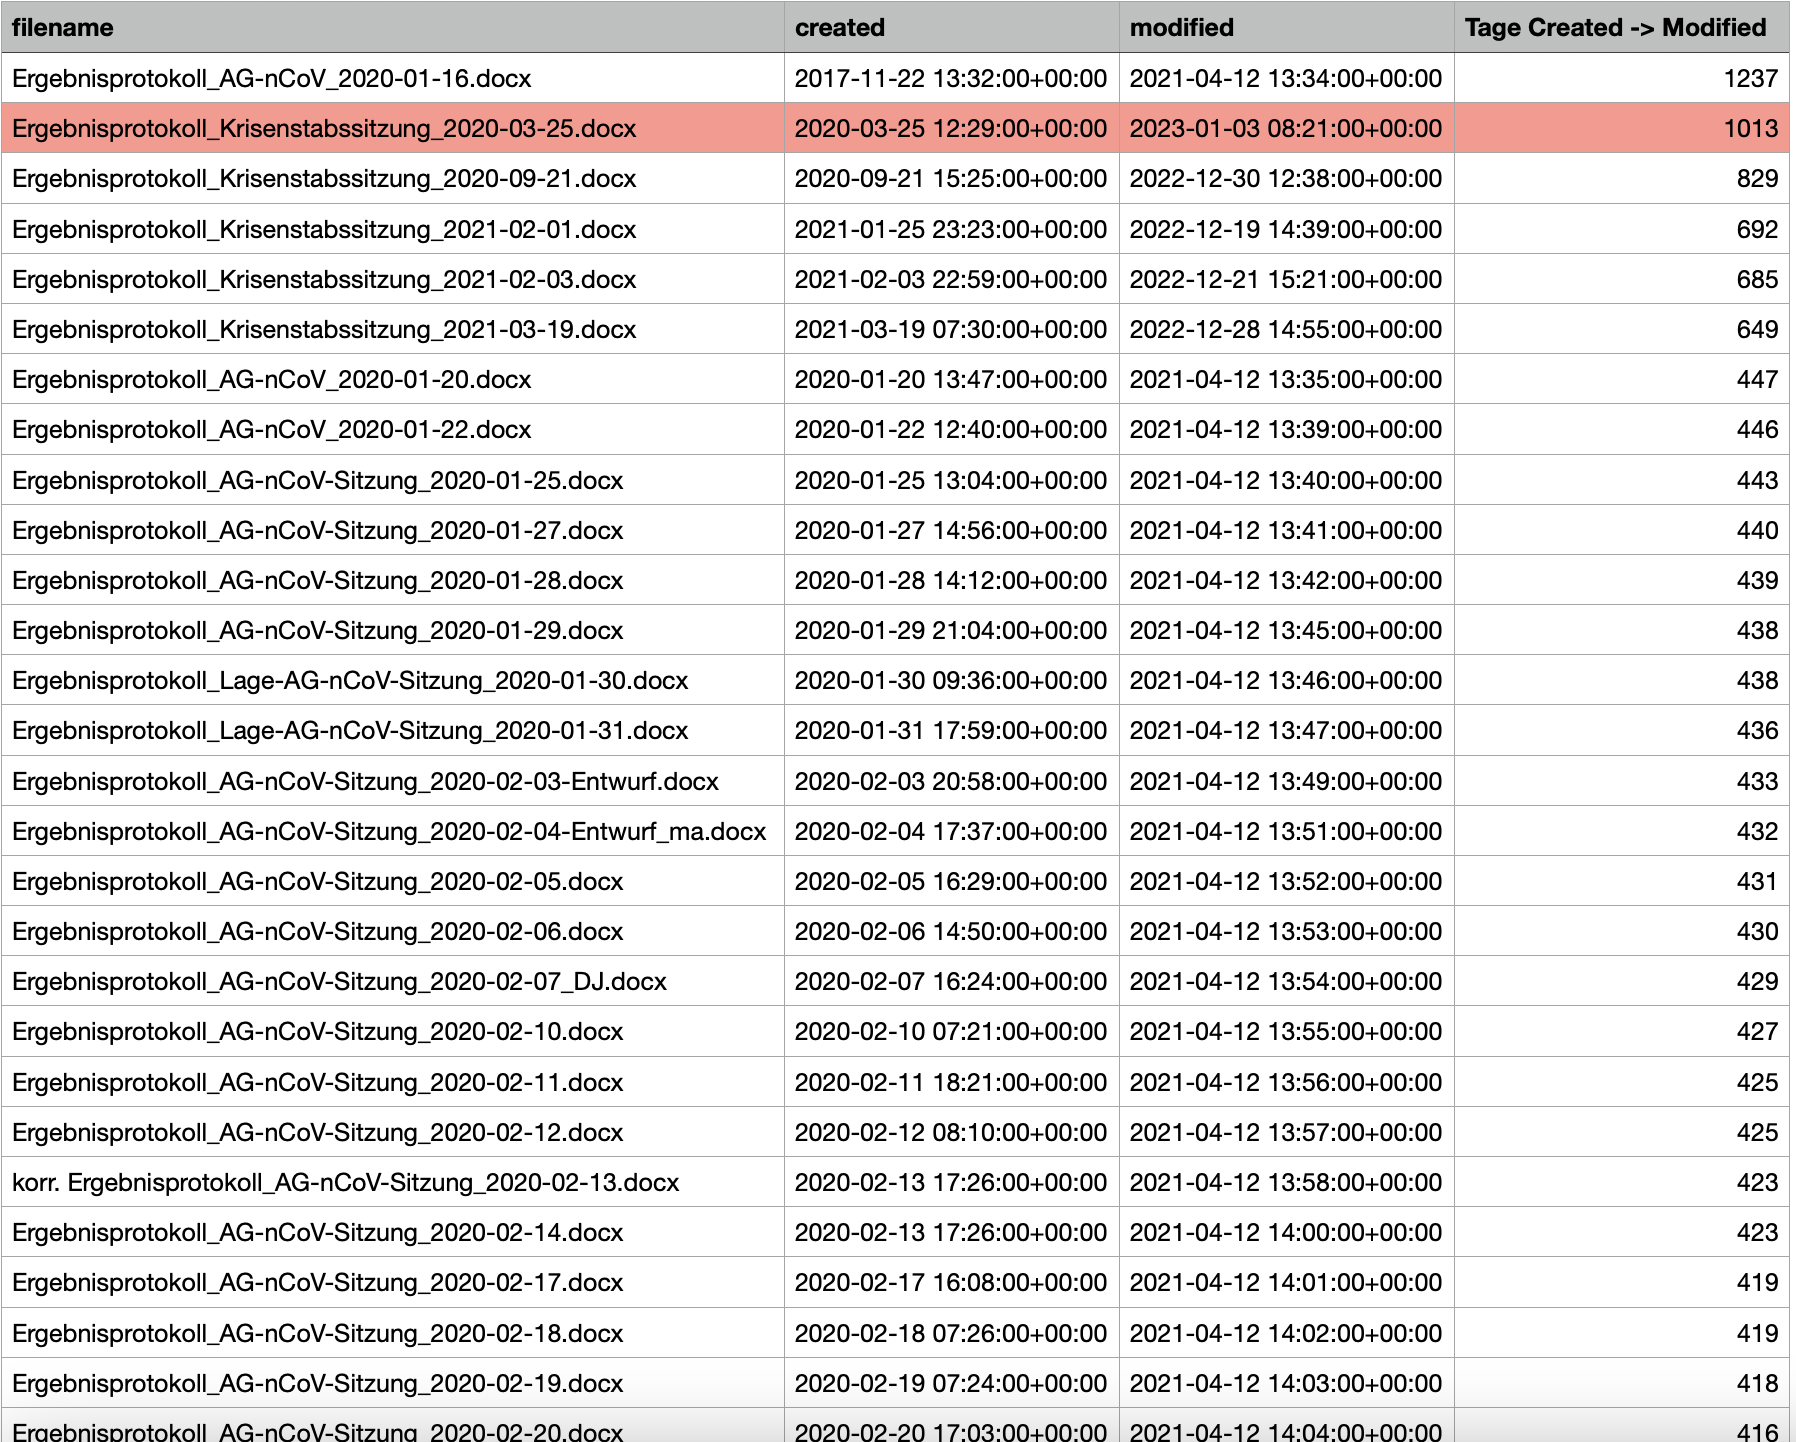 filename created modified Tage Created -> Modified
Ergebnisprotokoll_AG-nCoV_2020-01-16.docx 2017-11-22 13:32:00+00:00 2021-04-12 13:34:00+00:00 1237
Ergebnisprotokoll_Krisenstabssitzung_2020-03-25.docx 2020-03-25 12:29:00+00:00 2023-01-03 08:21:00+00:00 1013
Ergebnisprotokoll_Krisenstabssitzung_2020-09-21.docx 2020-09-21 15:25:00+00:00 2022-12-30 12:38:00+00:00 829
Ergebnisprotokoll_Krisenstabssitzung_2021-02-01.docx 2021-01-25 23:23:00+00:00 2022-12-19 14:39:00+00:00 692
Ergebnisprotokoll_Krisenstabssitzung_2021-02-03.docx 2021-02-03 22:59:00+00:00 2022-12-21 15:21:00+00:00 685
Ergebnisprotokoll_Krisenstabssitzung_2021-03-19.docx 2021-03-19 07:30:00+00:00 2022-12-28 14:55:00+00:00 649
Ergebnisprotokoll_AG-nCoV_2020-01-20.docx 2020-01-20 13:47:00+00:00 2021-04-12 13:35:00+00:00 447
Ergebnisprotokoll_AG-nCoV_2020-01-22.docx 2020-01-22 12:40:00+00:00 2021-04-12 13:39:00+00:00 446
Ergebnisprotokoll_AG-nCoV-Sitzung_2020-01-25.docx 2020-01-25 13:04:00+00:00 2021-04-12 13:40:00+00:00 443
Ergebnisprotokoll_AG-nCoV-Sitzung_2020-01-27.docx 2020-01-27 14:56:00+00:00 2021-04-12 13:41:00+00:00 440
Ergebnisprotokoll_AG-nCoV-Sitzung_2020-01-28.docx 2020-01-28 14:12:00+00:00 2021-04-12 13:42:00+00:00 439
Ergebnisprotokoll_AG-nCoV-Sitzung_2020-01-29.docx 2020-01-29 21:04:00+00:00 2021-04-12 13:45:00+00:00 438
Ergebnisprotokoll_Lage-AG-nCoV-Sitzung_2020-01-30.docx 2020-01-30 09:36:00+00:00 2021-04-12 13:46:00+00:00 438
Ergebnisprotokoll_Lage-AG-nCoV-Sitzung_2020-01-31.docx 2020-01-31 17:59:00+00:00 2021-04-12 13:47:00+00:00 436
Ergebnisprotokoll_AG-nCoV-Sitzung_2020-02-03-Entwurf.docx 2020-02-03 20:58:00+00:00 2021-04-12 13:49:00+00:00 433
Ergebnisprotokoll_AG-nCoV-Sitzung_2020-02-04-Entwurf_ma.docx 2020-02-04 17:37:00+00:00 2021-04-12 13:51:00+00:00 432
Ergebnisprotokoll_AG-nCoV-Sitzung_2020-02-05.docx 2020-02-05 16:29:00+00:00 2021-04-12 13:52:00+00:00 431
Ergebnisprotokoll_AG-nCoV-Sitzung_2020-02-06.docx 2020-02-06 14:50:00+00:00 2021-04-12 13:53:00+00:00 430
Ergebnisprotokoll_AG-nCoV-Sitzung_2020-02-07_DJ.docx 2020-02-07 16:24:00+00:00 2021-04-12 13:54:00+00:00 429
Ergebnisprotokoll_AG-nCoV-Sitzung_2020-02-10.docx 2020-02-10 07:21:00+00:00 2021-04-12 13:55:00+00:00 427
Ergebnisprotokoll_AG-nCoV-Sitzung_2020-02-11.docx 2020-02-11 18:21:00+00:00 2021-04-12 13:56:00+00:00 425
Ergebnisprotokoll_AG-nCoV-Sitzung_2020-02-12.docx 2020-02-12 08:10:00+00:00 2021-04-12 13:57:00+00:00 425
korr. Ergebnisprotokoll_AG-nCoV-Sitzung_2020-02-13.docx 2020-02-13 17:26:00+00:00 2021-04-12 13:58:00+00:00 423
Ergebnisprotokoll_AG-nCoV-Sitzung_2020-02-14.docx 2020-02-13 17:26:00+00:00 2021-04-12 14:00:00+00:00 423
Ergebnisprotokoll_AG-nCoV-Sitzung_2020-02-17.docx 2020-02-17 16:08:00+00:00 2021-04-12 14:01:00+00:00 419
Ergebnisprotokoll_AG-nCoV-Sitzung_2020-02-18.docx 2020-02-18 07:26:00+00:00 2021-04-12 14:02:00+00:00 419
Ergebnisprotokoll_AG-nCoV-Sitzung_2020-02-19.docx 2020-02-19 07:24:00+00:00 2021-04-12 14:03:00+00:00 418
Ergebnisprotokoll_AG-nCoV-Sitzung_2020-02-20.docx 2020-02-20 17:03:00+00:00 2021-04-12 14:04:00+00:00 416